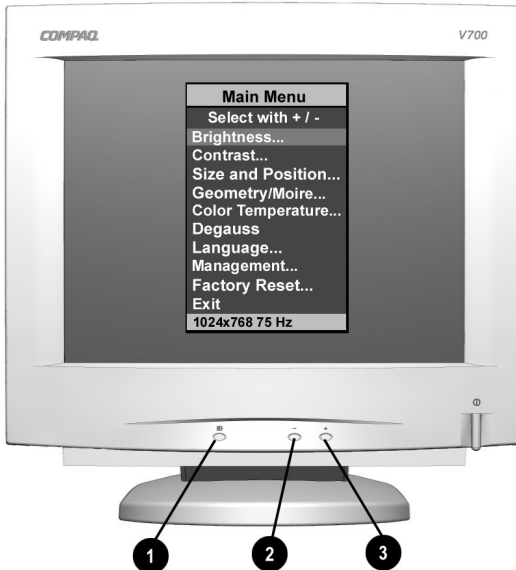 COMPAQ
V700
Main Menu
Select with + / -
Brightness...
Contrast...
Size and Position...
Geometry/Moire...
Color Temperature...
Degauss
Language...
Management...
Factory Reset...
Exit
1024x768 75 Hz
- +
1
2
3